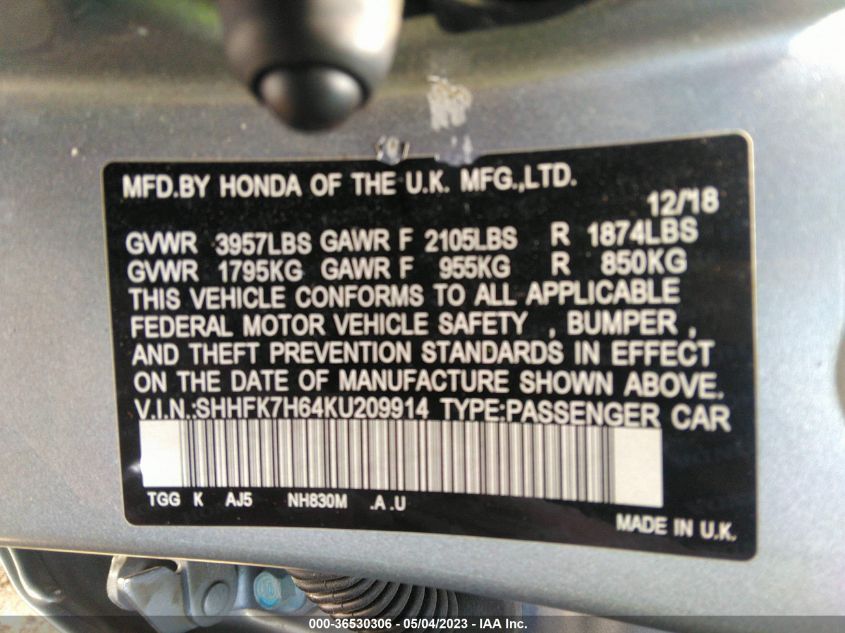 MFD.BY HONDA OF THE U.K. MFG.,LTD.
12/18
GVWR 3957LBS GAWR F 2105LBS R 1874LBS
GVWR 1795KG GAWR F 955KG R 850KG
THIS VEHICLE CONFORMS TO ALL APPLICABLE
FEDERAL MOTOR VEHICLE SAFETY , BUMPER ,
AND THEFT PREVENTION STANDARDS IN EFFECT
ON THE DATE OF MANUFACTURE SHOWN ABOVE.
V.I.N.:SHHFK7H64KU209914 TYPE:PASSENGER CAR
TGG K AJ5 NH830M .A .U
MADE IN U.K.
000-36530306 - 05/04/2023 - IAA Inc.